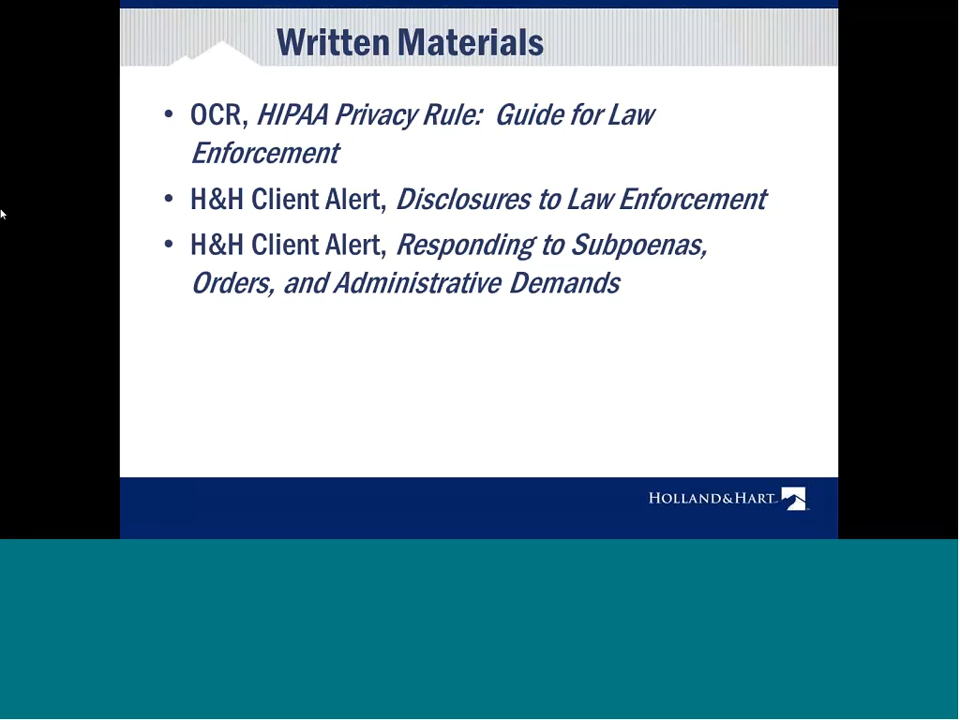 Written Materials
• OCR, HIPAA Privacy Rule: Guide for Law
Enforcement
• H&H Client Alert, Disclosures to Law Enforcement
• H&H Client Alert, Responding to Subpoenas,
Orders, and Administrative Demands
HOLLAND&HART